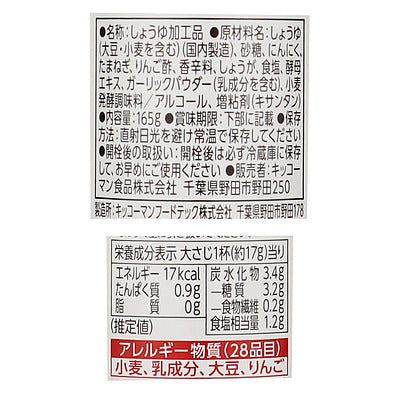 ●名称:しょうゆ加工品 ●原材料名:しょうゆ
(大豆・小麦を含む)(国内製造)、砂糖、にんにく、
たまねぎ、りんご酢、香辛料、しょうが、食塩、酵母
エキス、ガーリックパウダー(乳成分を含む)、小麦
発酵調味料/アルコール、増粘剤(キサンタン)
●内容量:165g ●賞味期限:下部に記載 ●保存
方法:直射日光を避け常温で保存してください
●開栓後の取扱い:開栓後は必ず冷蔵庫に保存
して、お早めにご使用ください ●販売者:キッコー
マン食品株式会社 千葉県野田市野田250
製造所:キッコーマンフードテック株式会社 千葉県野田市野田178
栄養成分表示 大さじ1杯(約17g)当り
エネルギー 17kcal
たんぱく質 0.9g
脂質 0g
(推定値)
炭水化物 3.4g
―糖質 3.2g
―食物繊維 0.2g
食塩相当量 1.2g
アレルギー物質(28品目)
小麦、乳成分、大豆、りんご